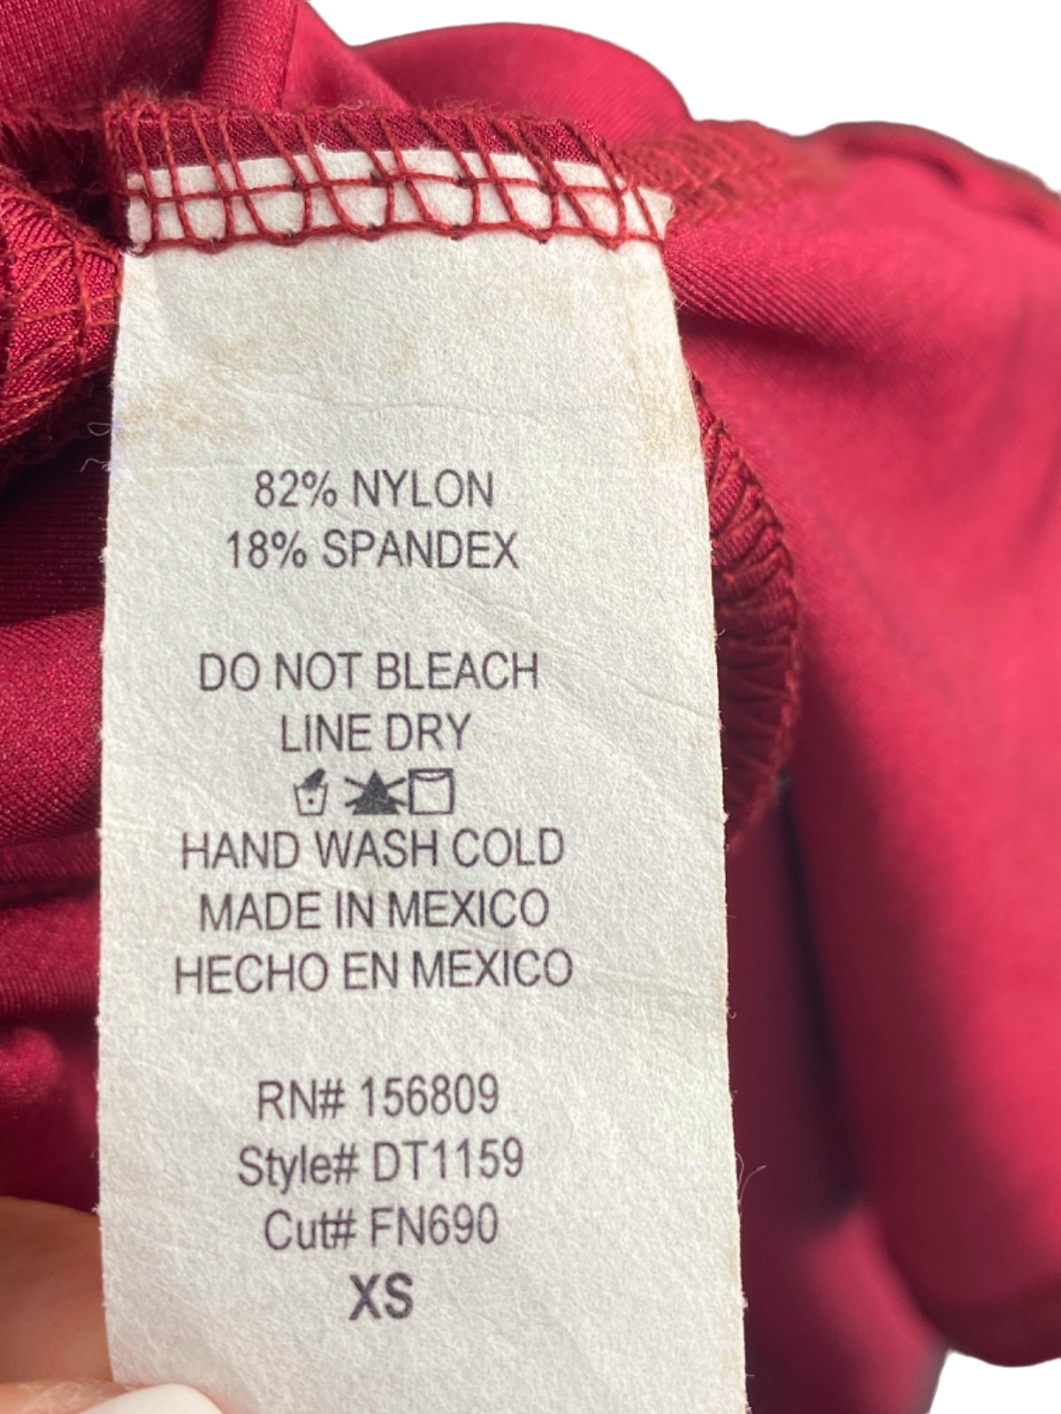 82% NYLON
18% SPANDEX
DO NOT BLEACH
LINE DRY
HAND WASH COLD
MADE IN MEXICO
HECHO EN MEXICO
RN# 156809
Style# DT1159
Cut# FN690
XS